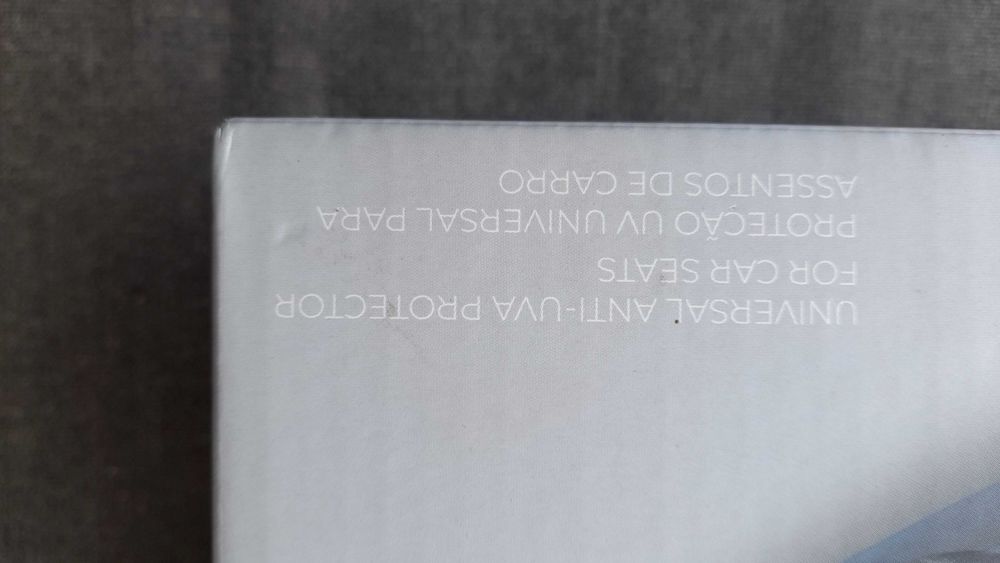 UNIVERSAL ANTI-UVA PROTECTOR
FOR CAR SEATS
PROTEÇÃO UV UNIVERSAL PARA
ASSENTOS DE CARRO